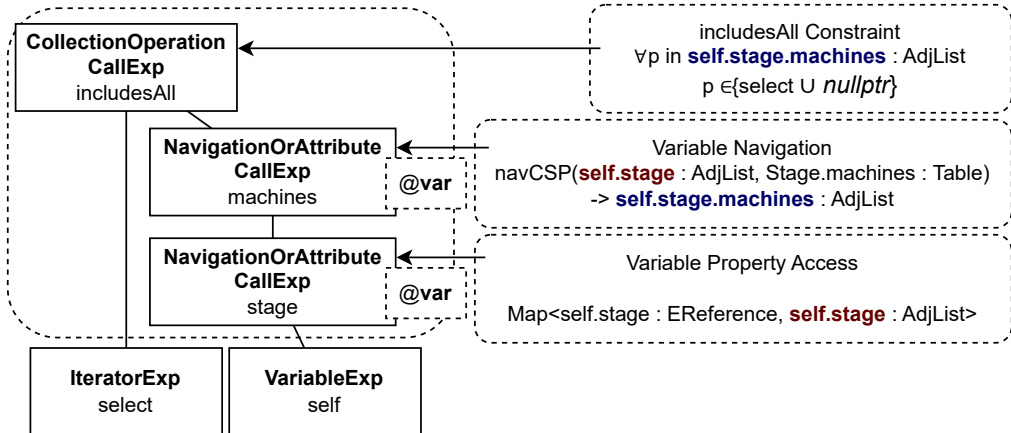 CollectionOperation
CallExp
includesAll
includesAll Constraint
∀p in self.stage.machines : AdjList
p ∈{select ∪ nullptr}
NavigationOrAttribute
CallExp
machines
@var
Variable Navigation
navCSP(self.stage : AdjList, Stage.machines : Table)
-> self.stage.machines : AdjList
NavigationOrAttribute
CallExp
stage
@var
Variable Property Access
Map<self.stage : EReference, self.stage : AdjList>
IteratorExp
select
VariableExp
self